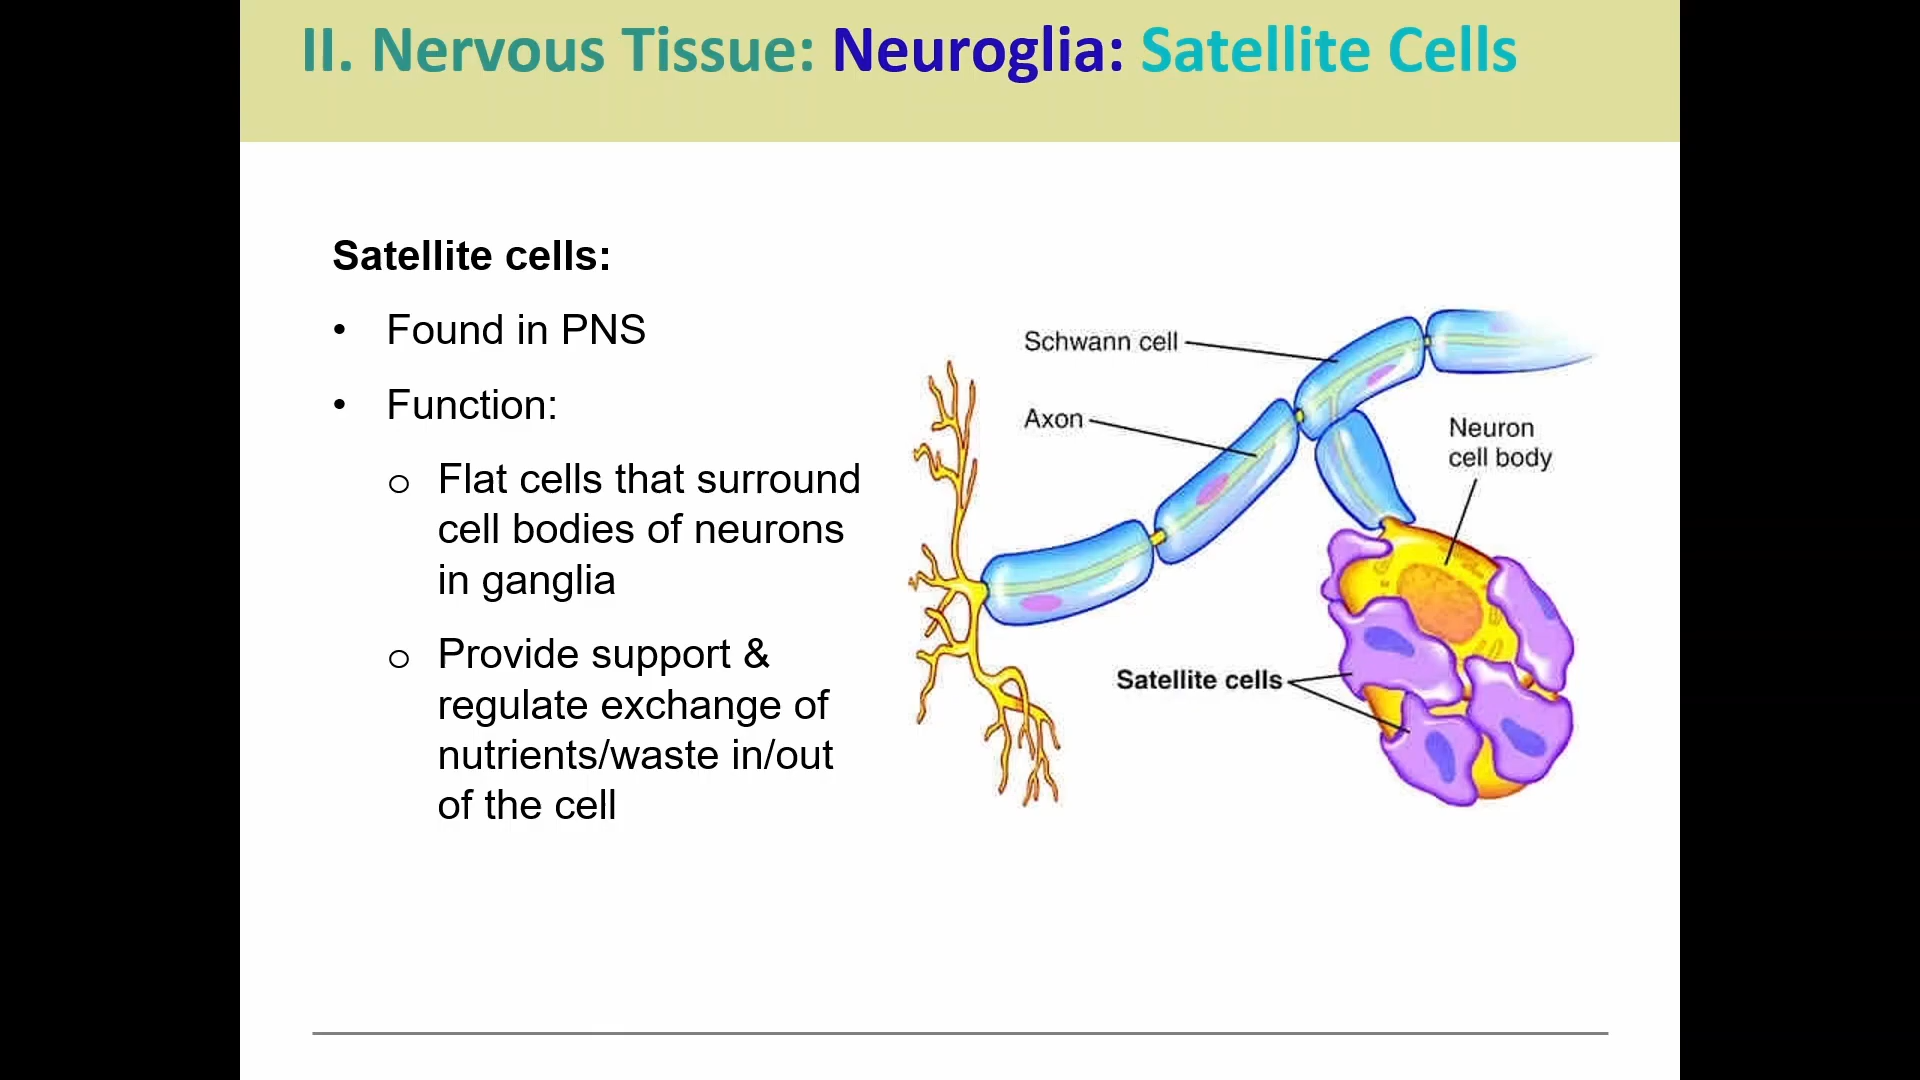 II. Nervous Tissue: Neuroglia: Satellite Cells
Satellite cells:
• Found in PNS
• Function:
o Flat cells that surround
cell bodies of neurons
in ganglia
o Provide support &
regulate exchange of
nutrients/waste in/out
of the cell
Schwann cell
Axon
Neuron
cell body
Satellite cells